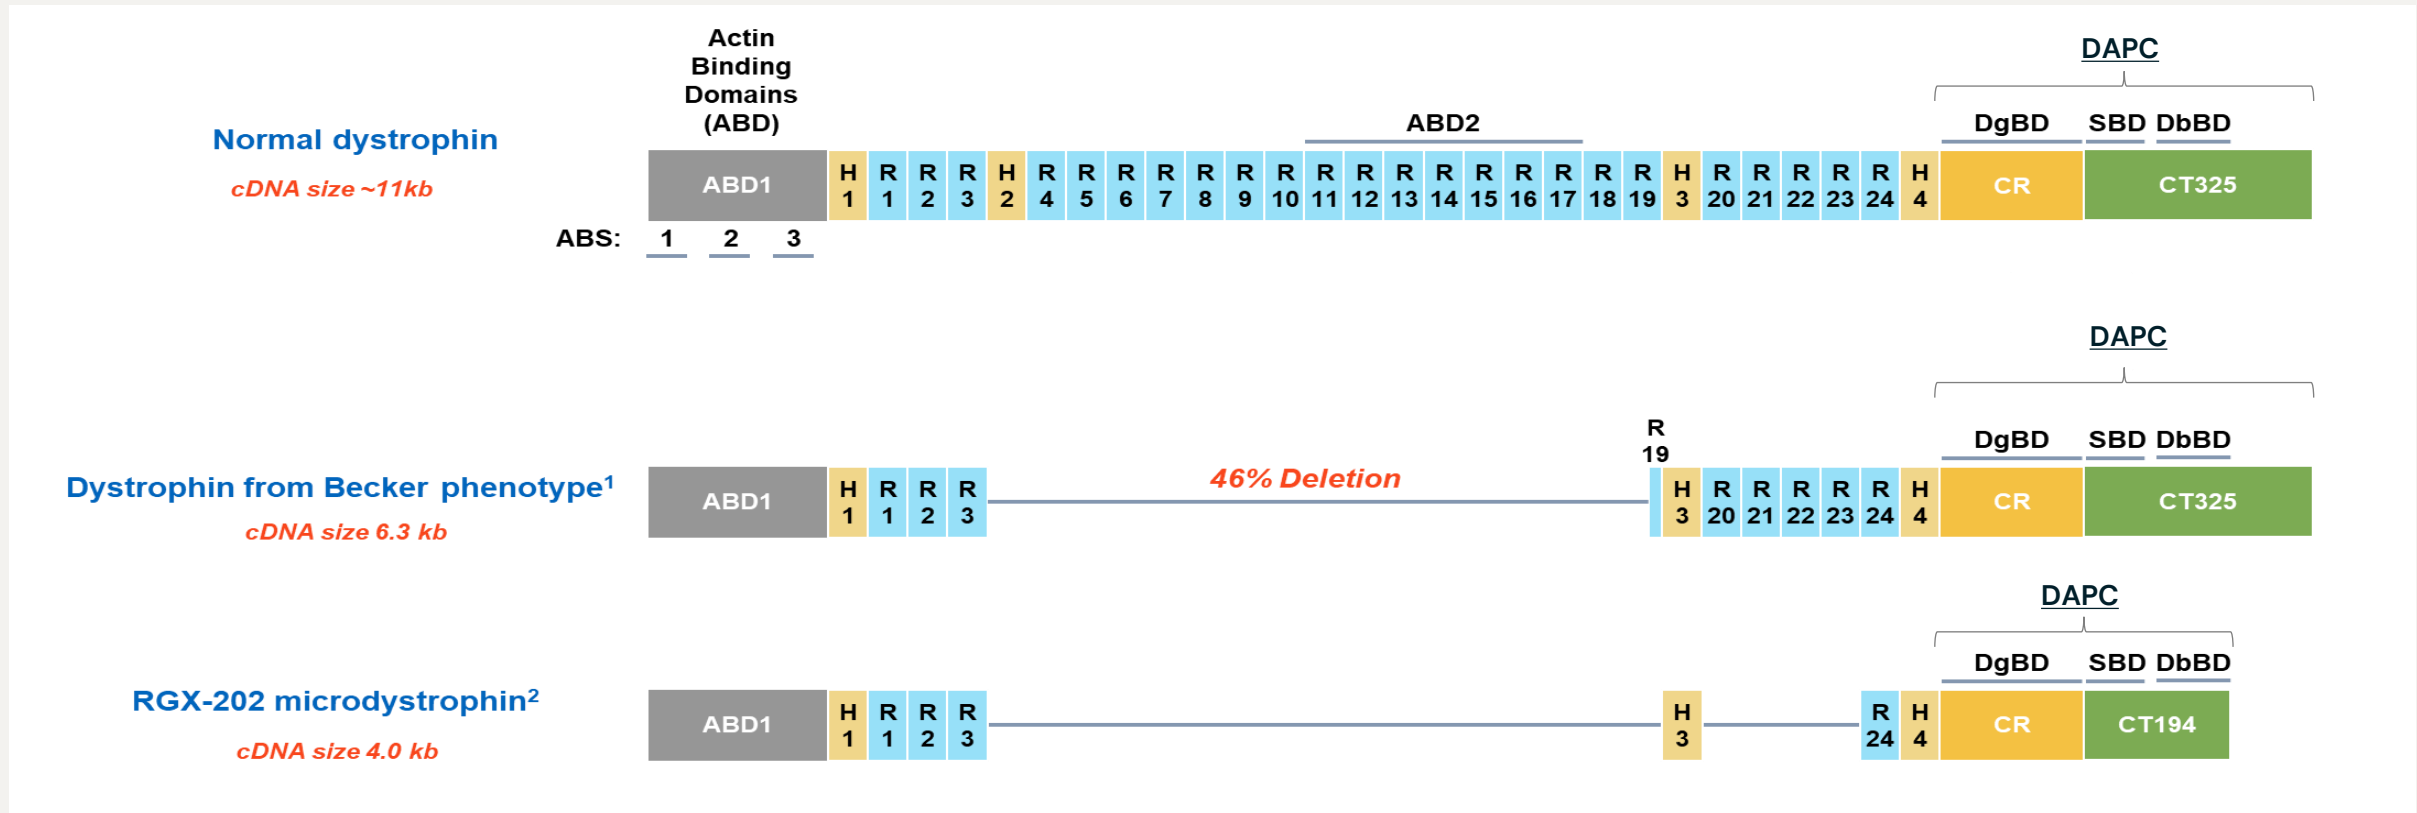 Actin
Binding
Domains
(ABD)
DAPC
ABD2
DgBD SBD DbBD
Normal dystrophin
cDNA size ~11kb
ABD1 H 1 R 1 R 2 R 3 H 2 R 4 R 5 R 6 R 7 R 8 R 9 R 10 R 11 R 12 R 13 R 14 R 15 R 16 R 17 R 18 R 19 H 3 R 20 R 21 R 22 R 23 R 24 H 4 CR CT325
ABS: 1 2 3
DAPC
R
19
DgBD SBD DbBD
Dystrophin from Becker phenotype¹
cDNA size 6.3 kb
ABD1 H 1 R 1 R 2 R 3 46% Deletion H 3 R 20 R 21 R 22 R 23 R 24 H 4 CR CT325
DAPC
DgBD SBD DbBD
RGX-202 microdystrophin²
cDNA size 4.0 kb
ABD1 H 1 R 1 R 2 R 3 H 3 R 24 H 4 CR CT194